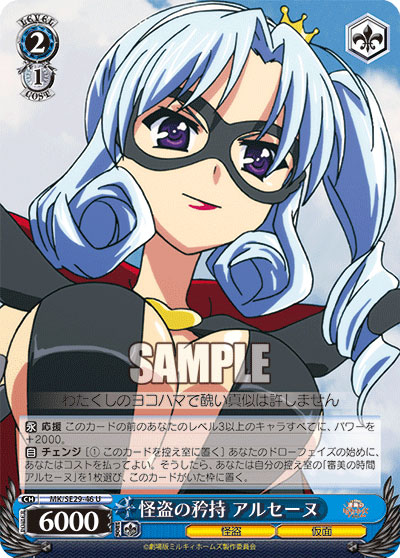 LEVEL
2
1
COST
SAMPLE
わたくしのヨコハマで醜い真似は許しません
永 応援 このカードの前のあなたのレベル3以上のキャラすべてに、パワーを
+2000。
自 チェンジ [(1) このカードを控え室に置く] あなたのドローフェイズの始めに、
あなたはコストを払ってよい。そうしたら、あなたは自分の控え室の「審美の時間
アルセーヌ」を1枚選び、このカードがいた枠に置く。
CH MK/SE29-46 U
POWER
6000
怪盗の矜持 アルセーヌ
怪盗 仮面
©劇場版ミルキィホームズ製作委員会